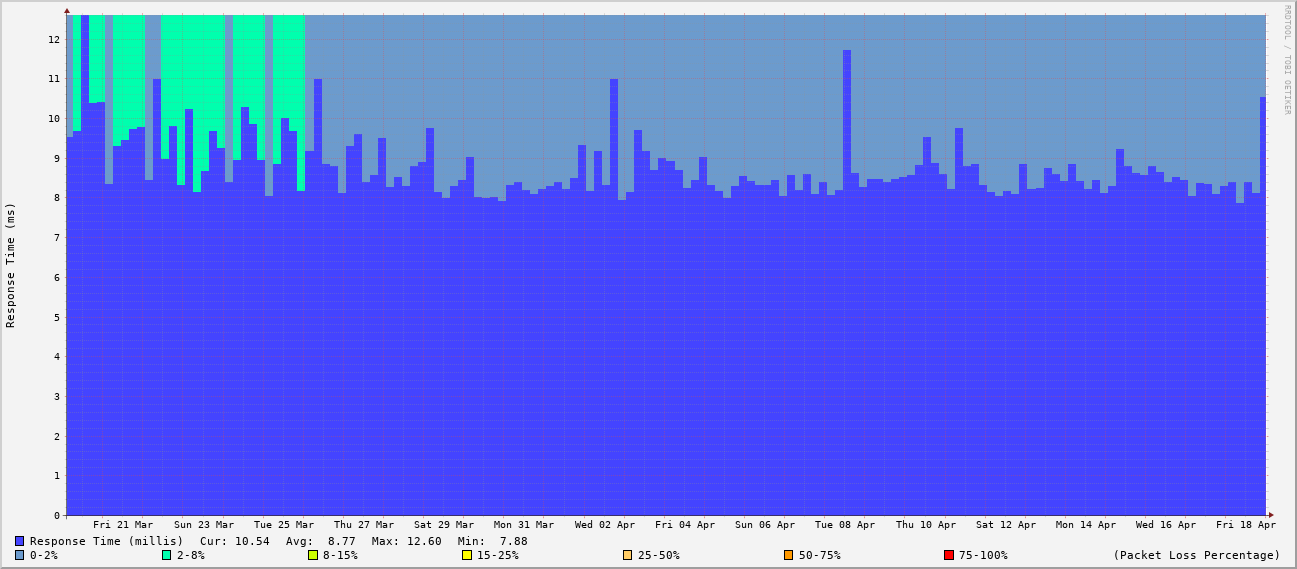 RRDTOOL / TOBI OETIKER
Response Time (ms)
12
11
10
9
8
7
6
5
4
3
2
1
0
Fri 21 Mar Sun 23 Mar Tue 25 Mar Thu 27 Mar Sat 29 Mar Mon 31 Mar Wed 02 Apr Fri 04 Apr Sun 06 Apr Tue 08 Apr Thu 10 Apr Sat 12 Apr Mon 14 Apr Wed 16 Apr Fri 18 Apr
Response Time (millis) Cur: 10.54 Avg: 8.77 Max: 12.60 Min: 7.88
0-2% 2-8% 8-15% 15-25% 25-50% 50-75% 75-100% (Packet Loss Percentage)